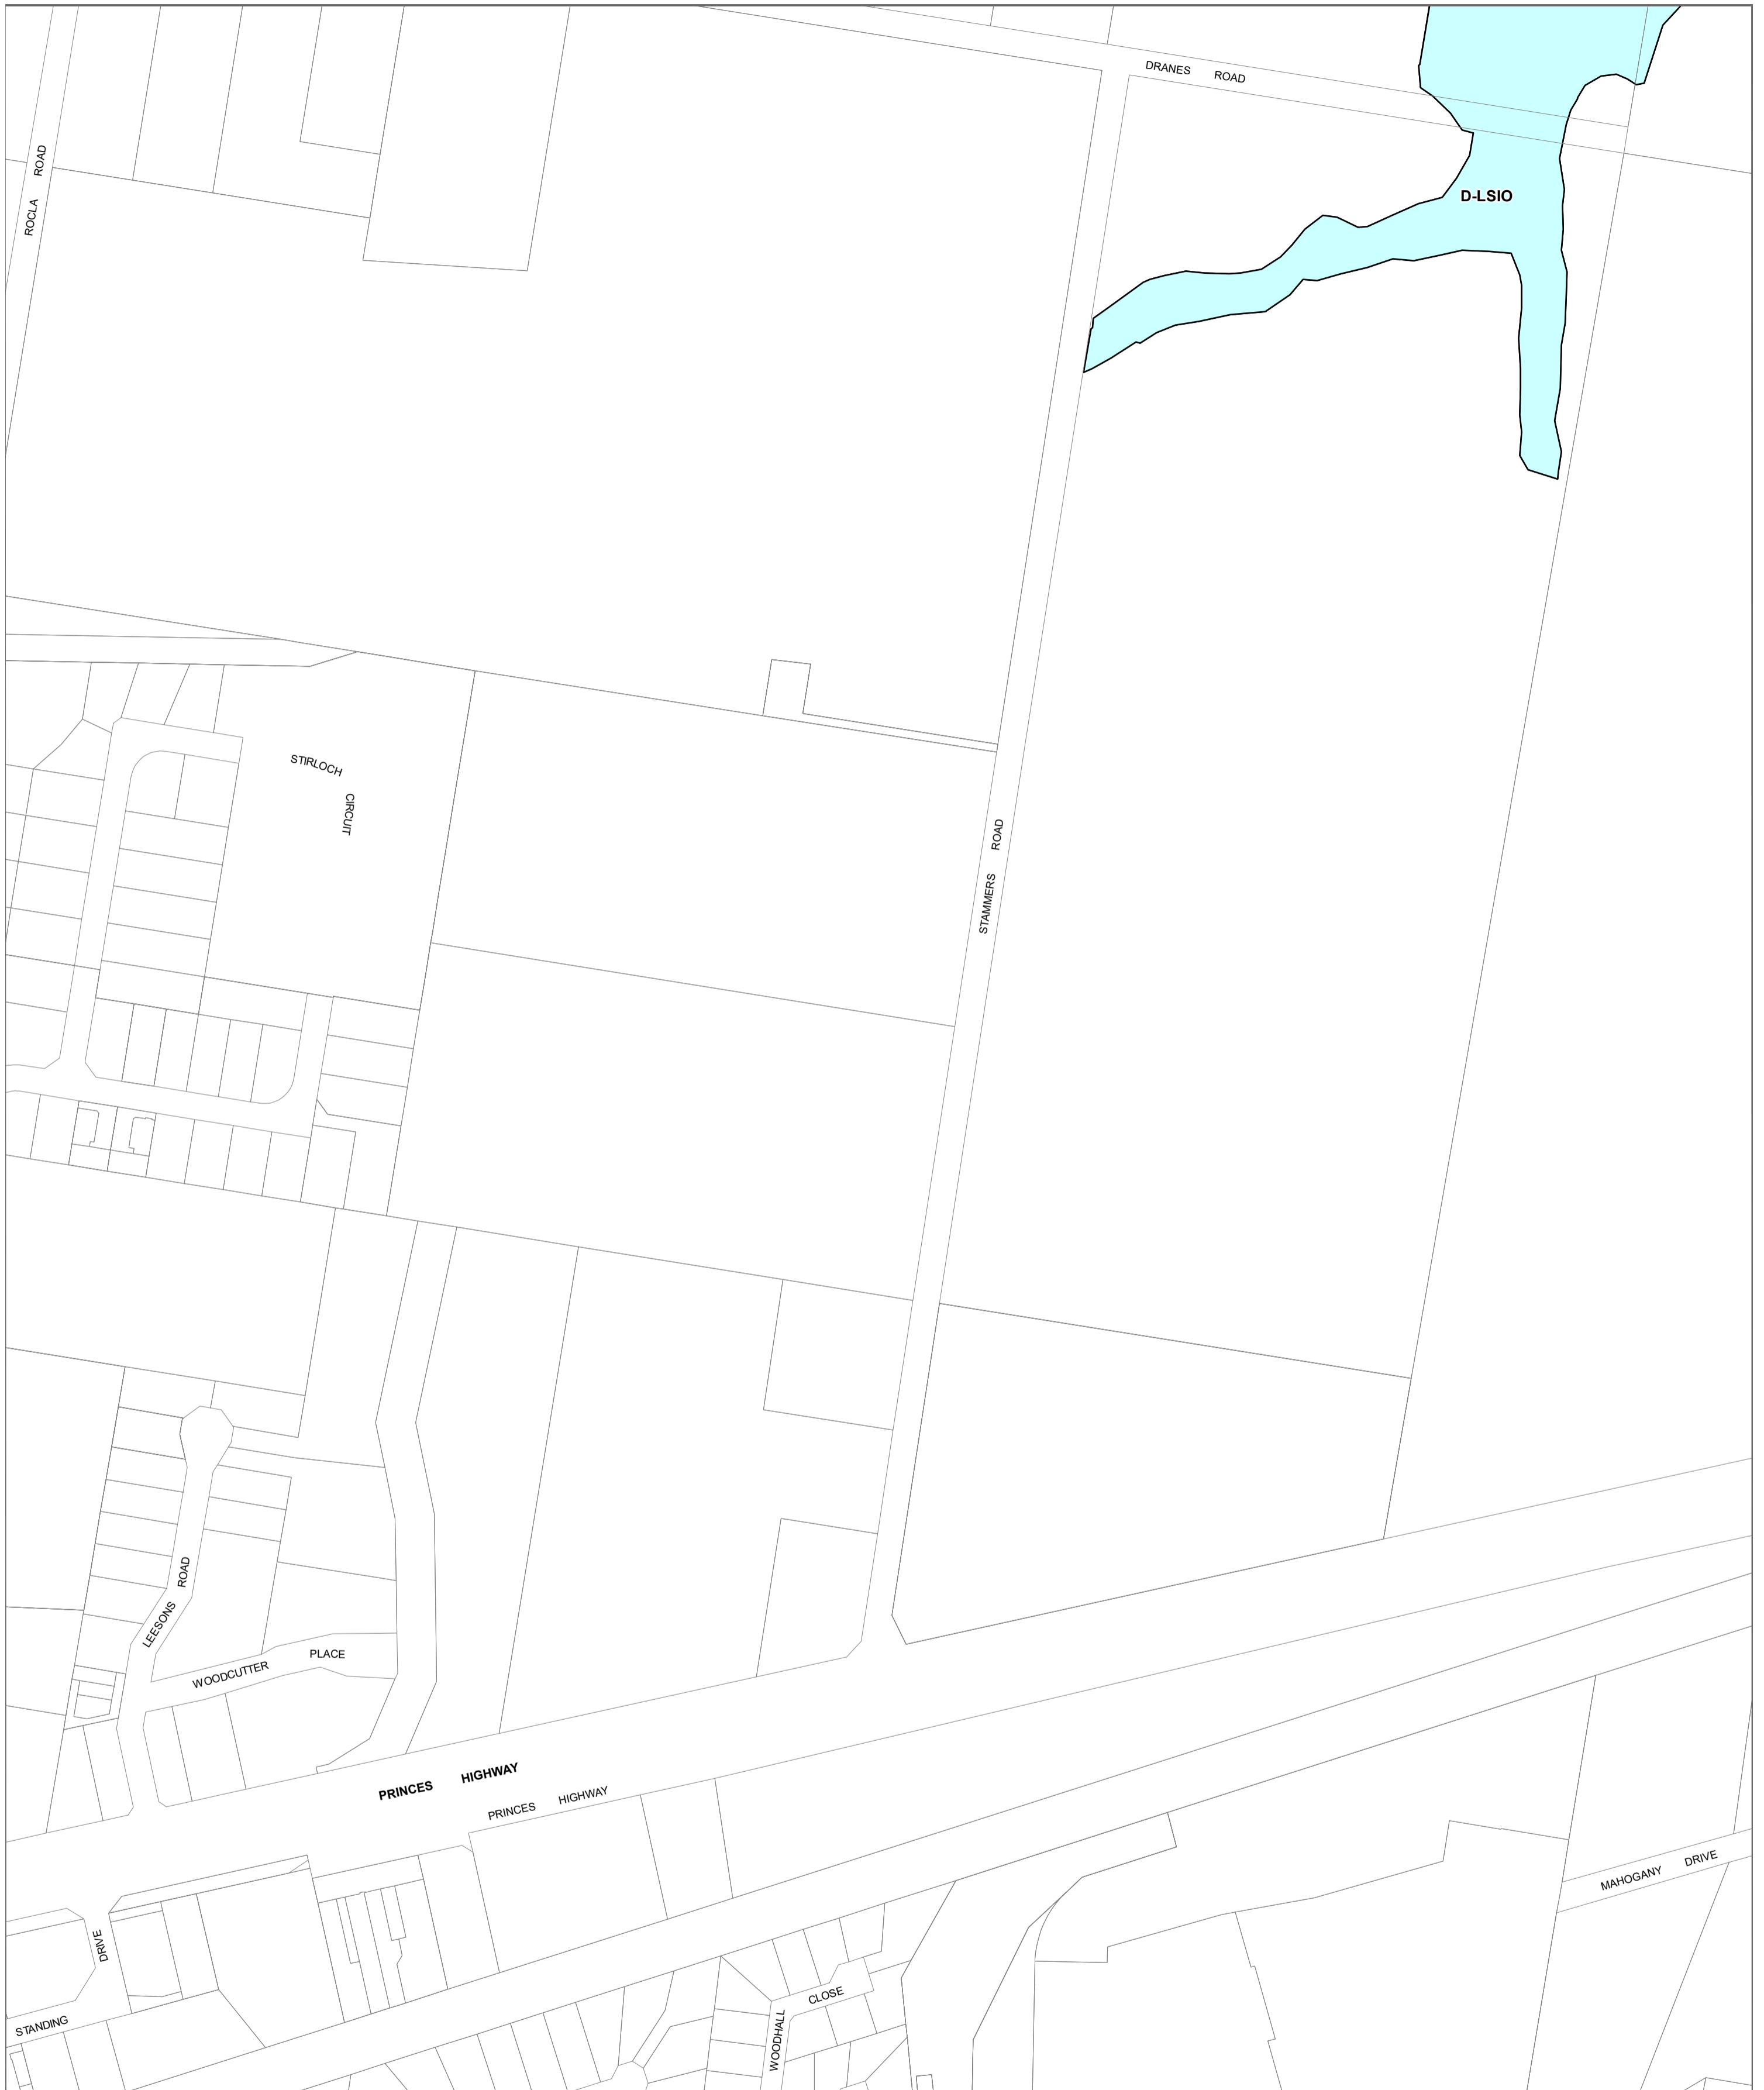 DRANES ROAD
ROCLA ROAD
D-LSIO
STIRLOCH
CIRCUIT
STAMMERS ROAD
LEESONS ROAD
WOODCUTTER PLACE
PRINCES HIGHWAY
PRINCES HIGHWAY
MAHOGANY DRIVE
DRIVE
STANDING
WOODHALL
CLOSE